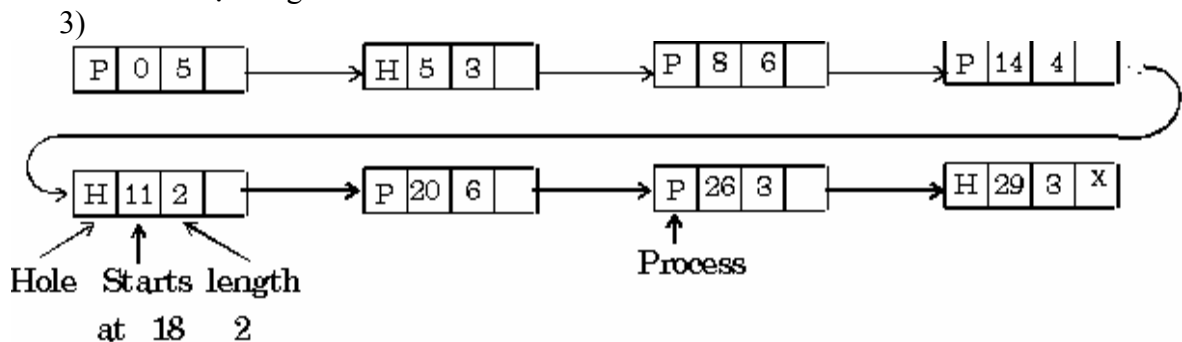 3)
P 0 5
H 5 3
P 8 6
P 14 4
H 11 2
P 20 6
P 26 3
H 29 3 X
Hole Starts length
at 18 2
Process